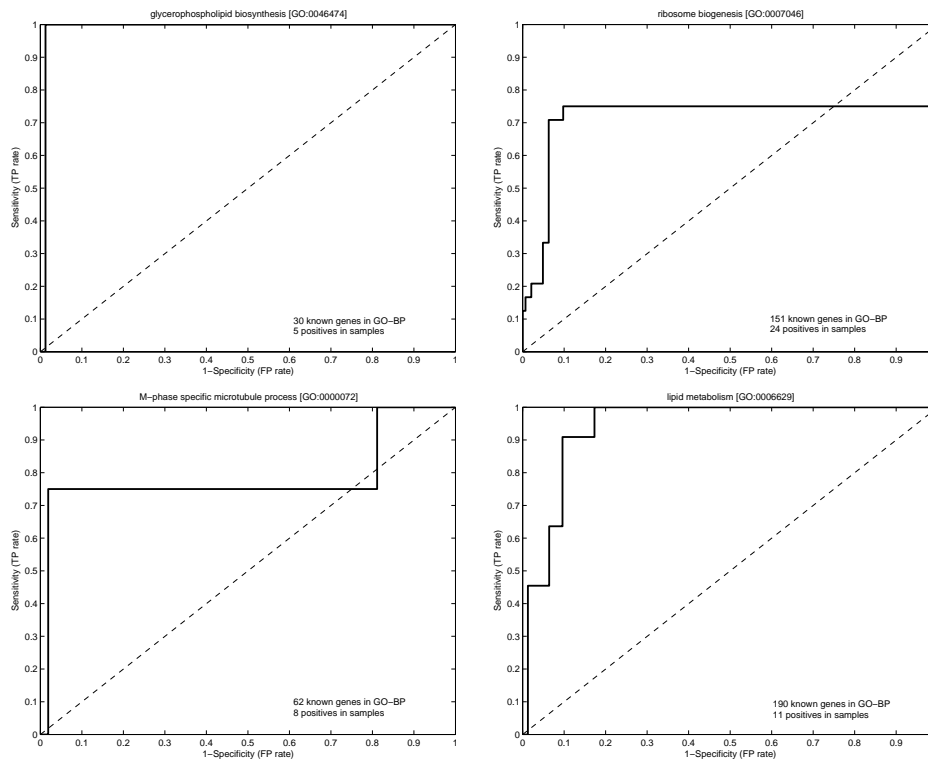 glycerophospholipid biosynthesis [GO:0046474]
1
0.9
0.8
0.7
0.6
0.5
0.4
0.3
0.2
0.1
0
Sensitivity (TP rate)
30 known genes in GO−BP
5 positives in samples
0 0.1 0.2 0.3 0.4 0.5 0.6 0.7 0.8 0.9 1
1−Specificity (FP rate)
ribosome biogenesis [GO:0007046]
1
0.9
0.8
0.7
0.6
0.5
0.4
0.3
0.2
0.1
0
Sensitivity (TP rate)
151 known genes in GO−BP
24 positives in samples
0 0.1 0.2 0.3 0.4 0.5 0.6 0.7 0.8 0.9
1−Specificity (FP rate)
M−phase specific microtubule process [GO:0000072]
1
0.9
0.8
0.7
0.6
0.5
0.4
0.3
0.2
0.1
0
Sensitivity (TP rate)
62 known genes in GO−BP
8 positives in samples
0 0.1 0.2 0.3 0.4 0.5 0.6 0.7 0.8 0.9 1
1−Specificity (FP rate)
lipid metabolism [GO:0006629]
1
0.9
0.8
0.7
0.6
0.5
0.4
0.3
0.2
0.1
0
Sensitivity (TP rate)
190 known genes in GO−BP
11 positives in samples
0 0.1 0.2 0.3 0.4 0.5 0.6 0.7 0.8 0.9
1−Specificity (FP rate)